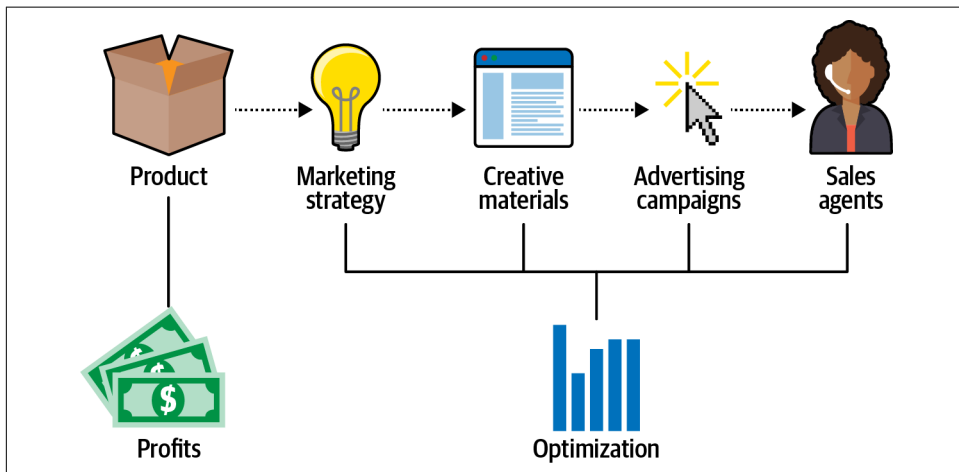 Product
Marketing
strategy
Creative
materials
Advertising
campaigns
Sales
agents
$
$
$
Profits
Optimization